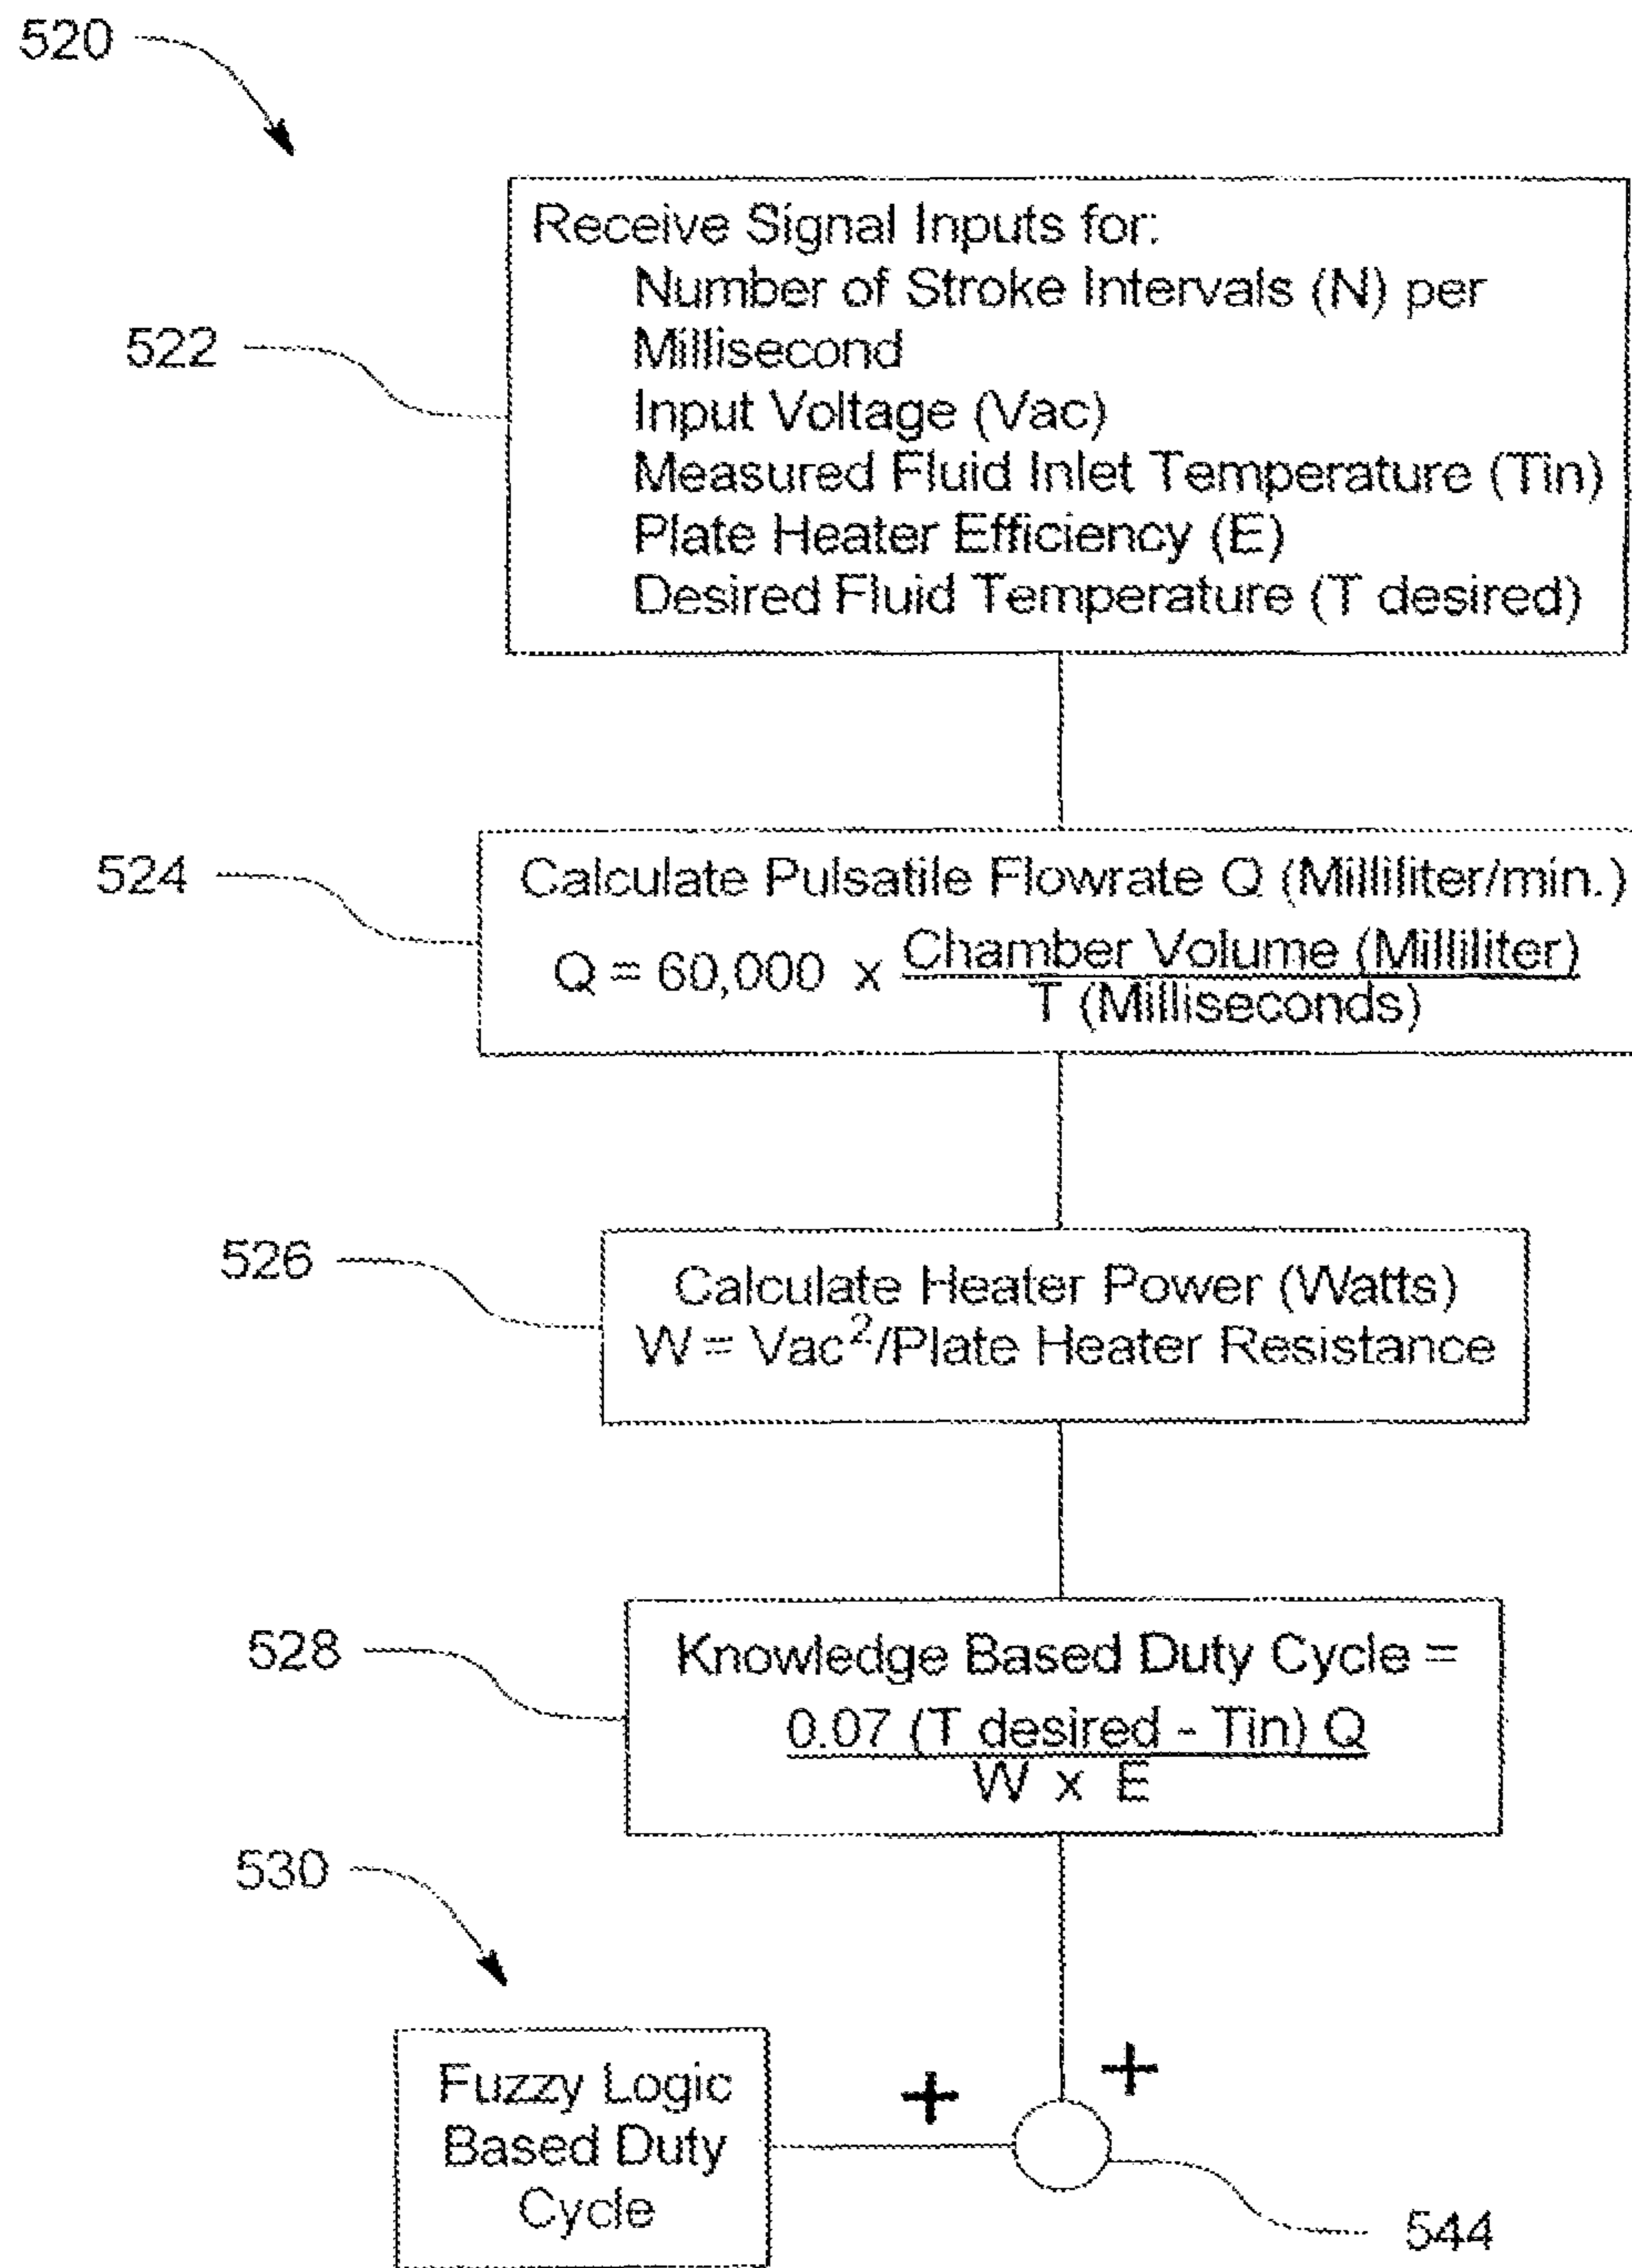 520
Receive Signal Inputs for:
Number of Stroke Intervals (N) per
Millisecond
522
Input Voltage (Vac)
Measured Fluid Inlet Temperature (Tin)
Plate Heater Efficiency (E)
Desired Fluid Temperature (T desired)
524
Calculate Pulsatile Flowrate Q (Milliliter/min.)
Q = 60,000 x Chamber Volume (Milliliter)
T (Milliseconds)
526
Calculate Heater Power (Watts)
W = Vac²/Plate Heater Resistance
528
Knowledge Based Duty Cycle =
0.07 (T desired - Tin) Q
W x E
530
Fuzzy Logic
Based Duty
Cycle
+
+
544